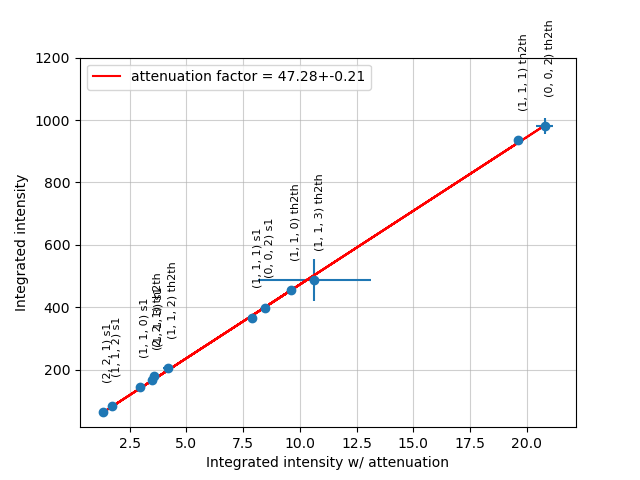 (1, 1, 1) th2th
(0, 0, 2) th2th
1200
attenuation factor = 47.28+-0.21
1000
800
(1, 1, 0) th2th
(1, 1, 3) th2th
600
(1, 1, 1) s1
(0, 0, 2) s1
400
(2, 2, 1) s1
(1, 1, 2) s1
(1, 1, 0) s1
(1, 1, 2) th2th
200
2.5 5.0 7.5 10.0 12.5 15.0 17.5 20.0
Integrated intensity w/ attenuation
Integrated intensity